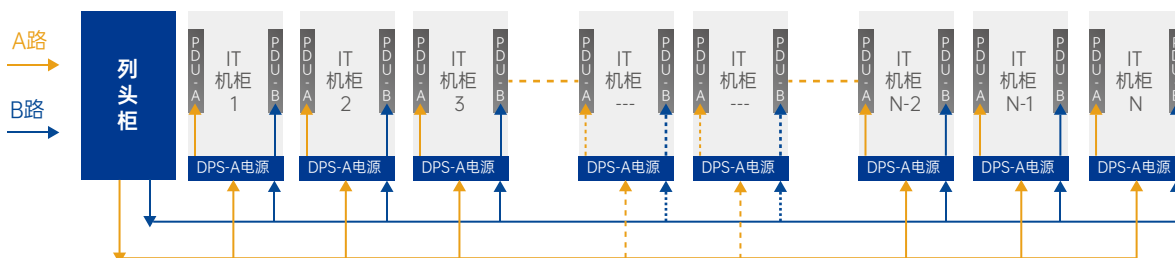 A路
B路
列头柜
PDU-A
IT
机柜
1
PDU-B
DPS-A电源
PDU-A
IT
机柜
2
PDU-B
DPS-A电源
PDU-A
IT
机柜
3
PDU-B
DPS-A电源
PDU-A
IT
机柜
---
PDU-B
DPS-A电源
PDU-A
IT
机柜
---
PDU-B
DPS-A电源
PDU-A
IT
机柜
N-2
PDU-B
DPS-A电源
PDU-A
IT
机柜
N-1
PDU-B
DPS-A电源
PDU-A
IT
机柜
N
PDU-B
DPS-A电源